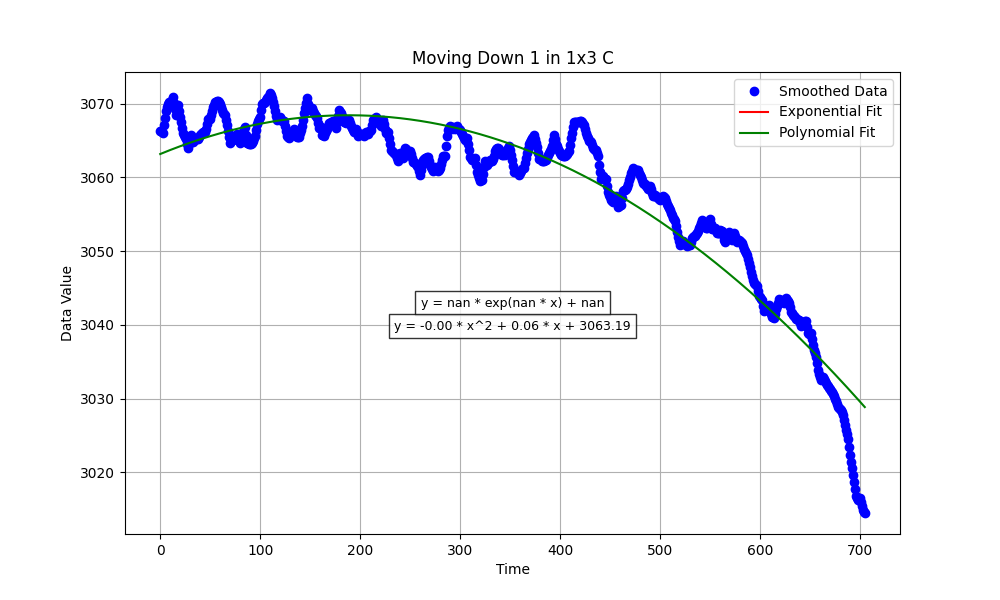 Moving Down 1 in 1x3 C
Smoothed Data
Exponential Fit
Polynomial Fit
3070
3060
3050
3040
3030
3020
Data Value
y = nan * exp(nan * x) + nan
y = -0.00 * x^2 + 0.06 * x + 3063.19
0 100 200 300 400 500 600 700
Time